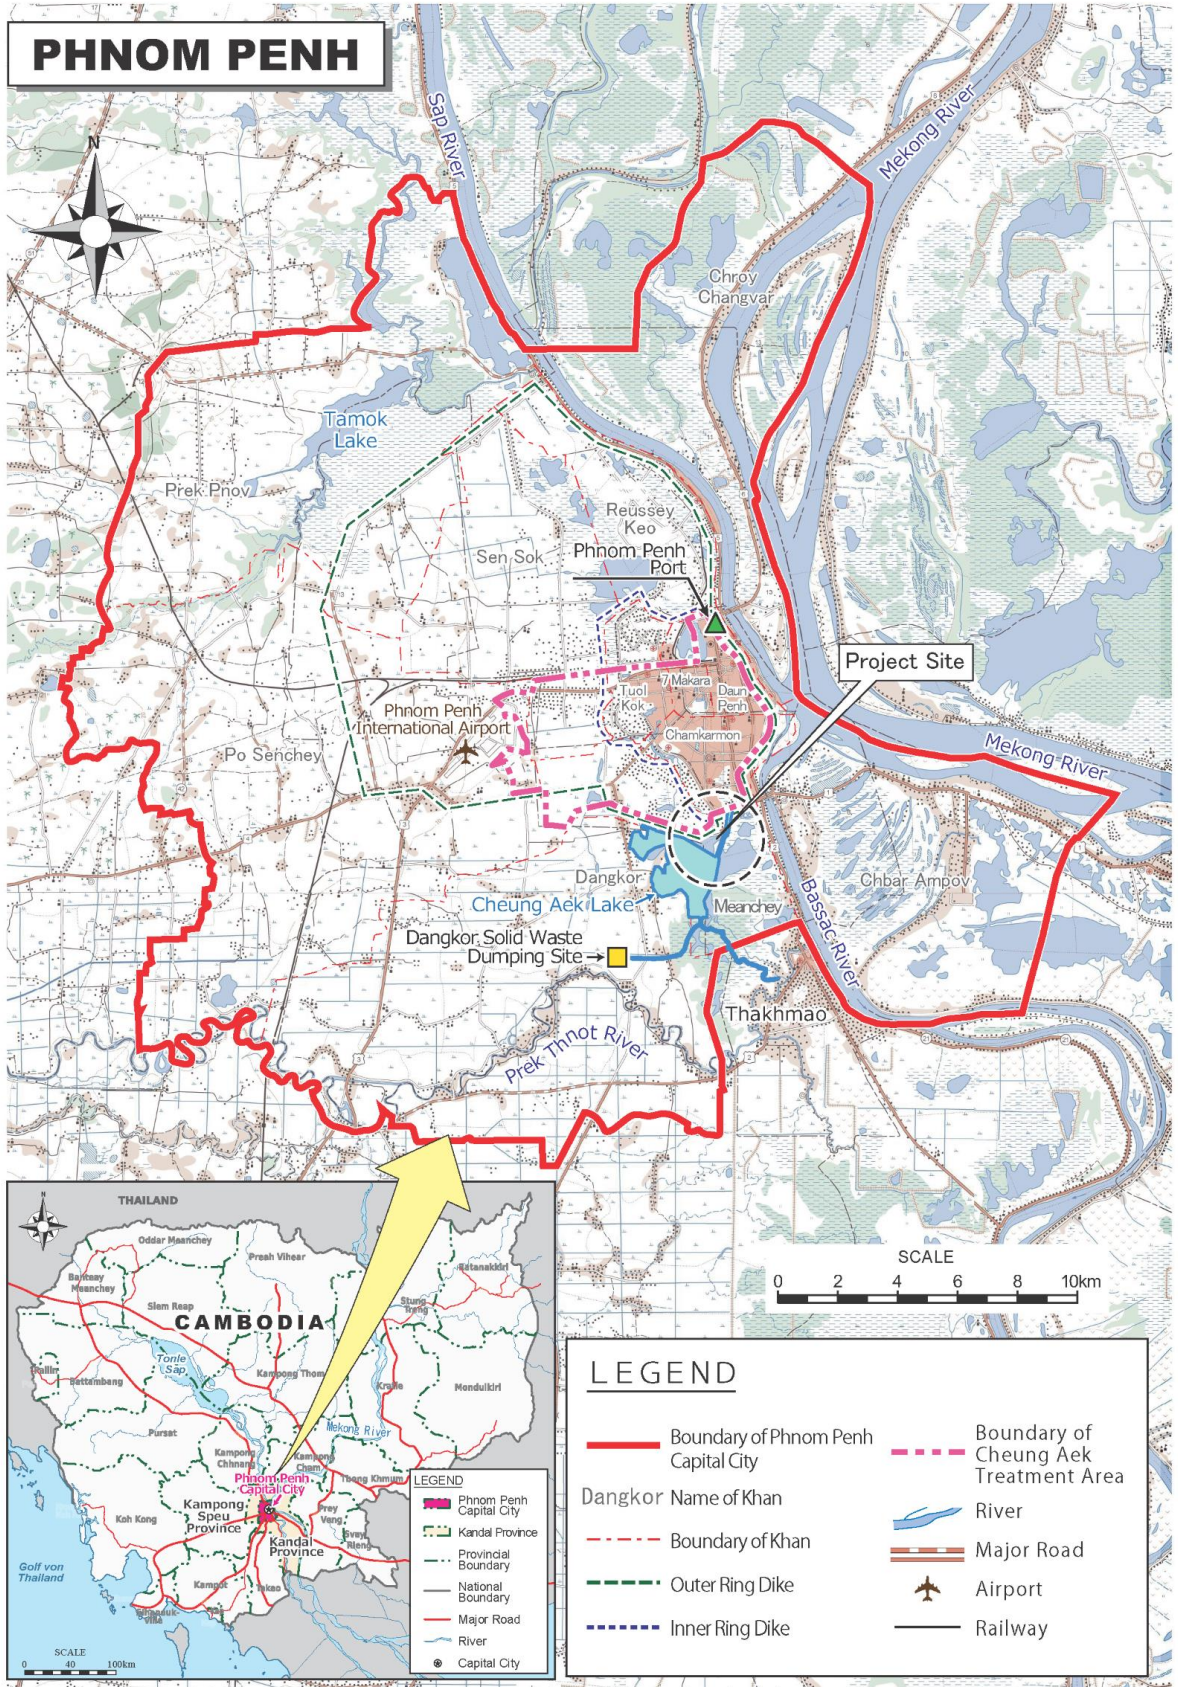 PHNOM PENH
N
Sap River
Mekong River
Chroy
Changvar
Tamok
Lake
Prek Pnov
Reussey
Keo
Sen Sok
Phnom Penh
Port
Project Site
7 Makara
Tuol
Kok
Daun
Penh
Phnom Penh
International Airport
Chamkarmon
Po Senchey
Mekong River
Dangkor
Chbar Ampov
Cheung Aek Lake
Meanchey
Bassac River
Dangkor Solid Waste
Dumping Site
Thakhmao
Prek Thnot River
SCALE
0 2 4 6 8 10km
N
THAILAND
Oddar Meanchey
Preah Vihear
Ratanakkiri
Banteay
Meanchey
Stung
Treng
Siem Reap
CAMBODIA
Tonle
Sap
Kampong Thom
Pailin
Battambang
Kratie
Mondulkiri
Pursat
Mekong River
Kampong
Chhnang
Kampong
Cham
Tbong Khmum
Phnom Penh
Capital City
Kampong
Speu
Province
Prey
Veng
Svay
Rieng
Koh Kong
Kandal
Province
Golf von
Thailand
Kampot
Takao
Sihanouk-
ville
SCALE
0 40 100km
LEGEND
Phnom Penh
Capital City
Kandal Province
Provincial
Boundary
National
Boundary
Major Road
River
Capital City
LEGEND
Boundary of Phnom Penh
Capital City
Dangkor Name of Khan
Boundary of Khan
Outer Ring Dike
Inner Ring Dike
Boundary of
Cheung Aek
Treatment Area
River
Major Road
Airport
Railway